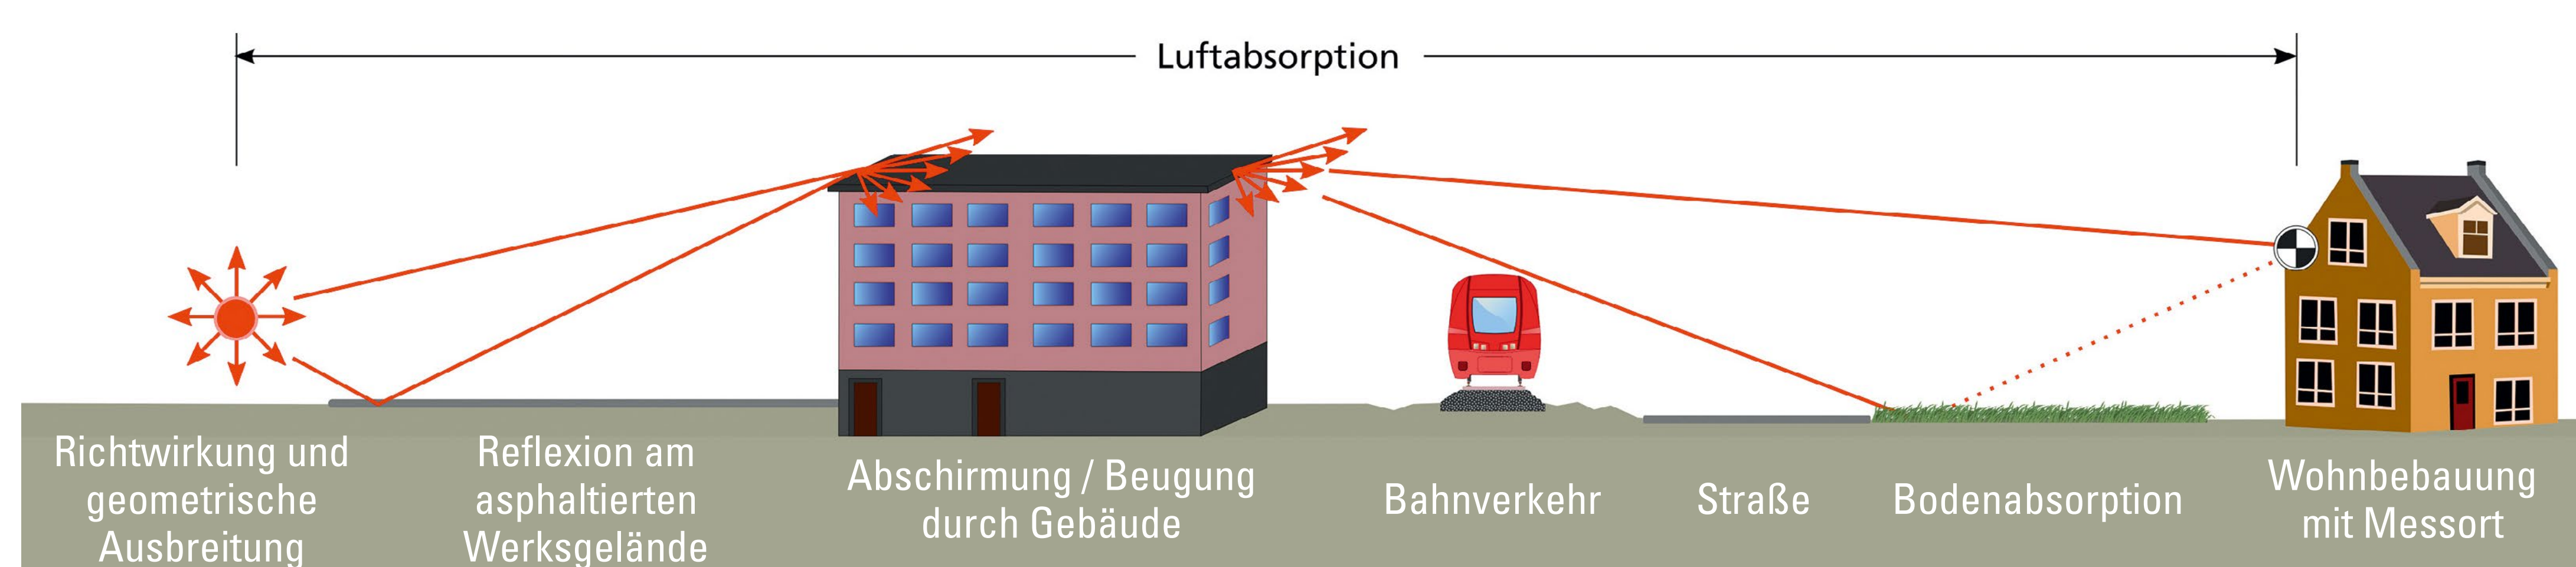 Luftabsorption
Richtwirkung und
geometrische
Ausbreitung
Reflexion am
asphaltierten
Werksgelände
Abschirmung / Beugung
durch Gebäude
Bahnverkehr
Straße
Bodenabsorption
Wohnbebauung
mit Messort